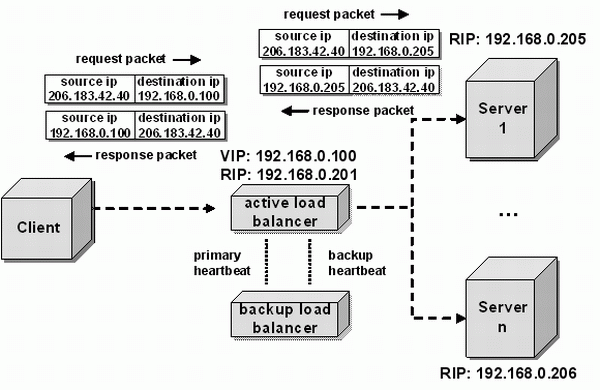 request packet
source ip destination ip
206.183.42.40 192.168.0.205
source ip destination ip
192.168.0.205 206.183.42.40
response packet
request packet
source ip destination ip
206.183.42.40 192.168.0.100
source ip destination ip
192.168.0.100 206.183.42.40
response packet
RIP: 192.168.0.205
Server
1
VIP: 192.168.0.100
RIP: 192.168.0.201
active load
balancer
Client
...
primary
heartbeat
backup
heartbeat
backup load
balancer
Server
n
RIP: 192.168.0.206